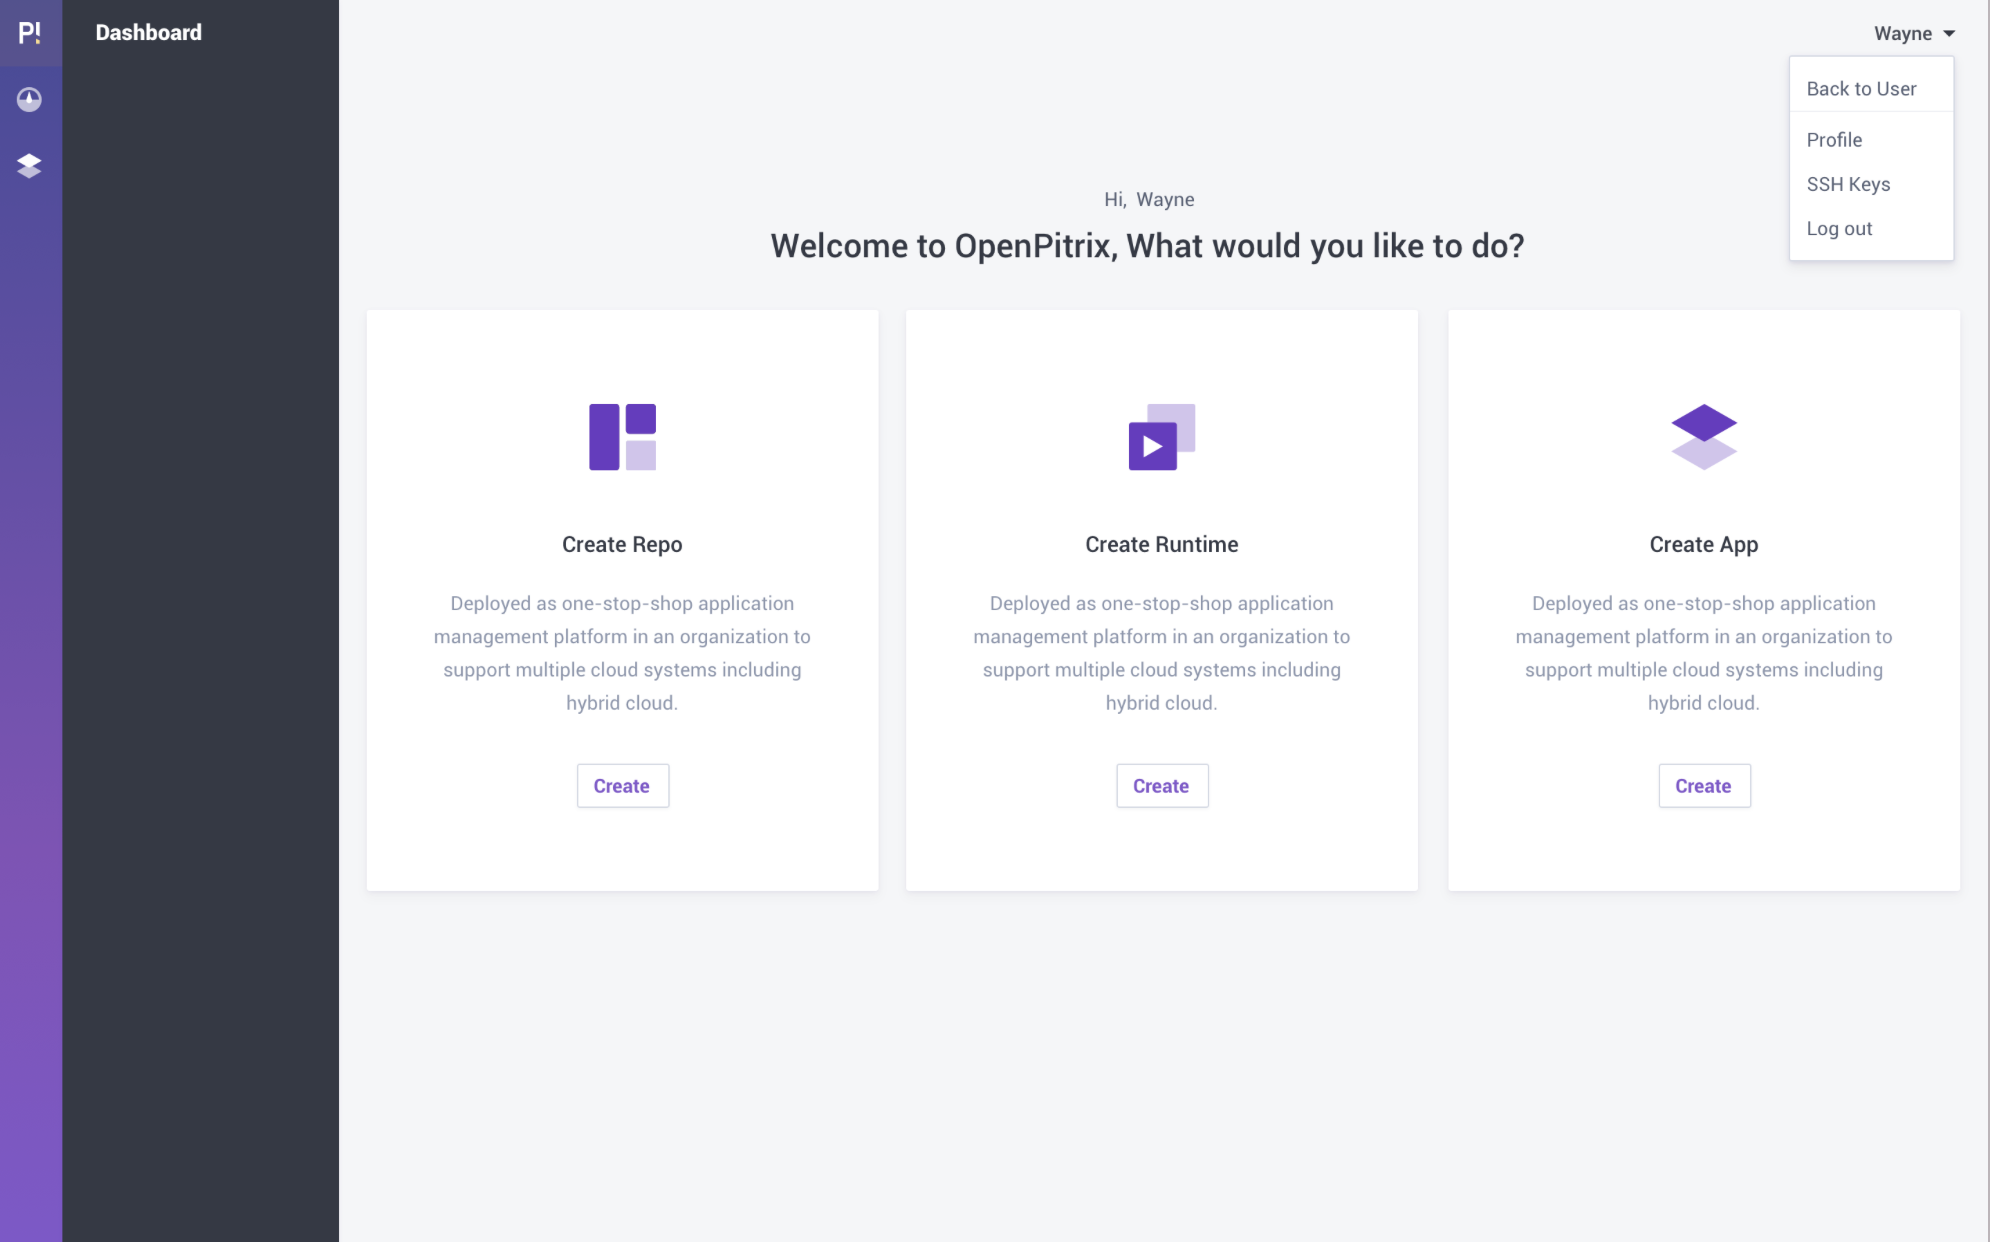 P!
Dashboard
Wayne
Back to User
Profile
SSH Keys
Log out
Hi, Wayne
Welcome to OpenPitrix, What would you like to do?
Create Repo
Deployed as one-stop-shop application
management platform in an organization to
support multiple cloud systems including
hybrid cloud.
Create
Create Runtime
Deployed as one-stop-shop application
management platform in an organization to
support multiple cloud systems including
hybrid cloud.
Create
Create App
Deployed as one-stop-shop application
management platform in an organization to
support multiple cloud systems including
hybrid cloud.
Create